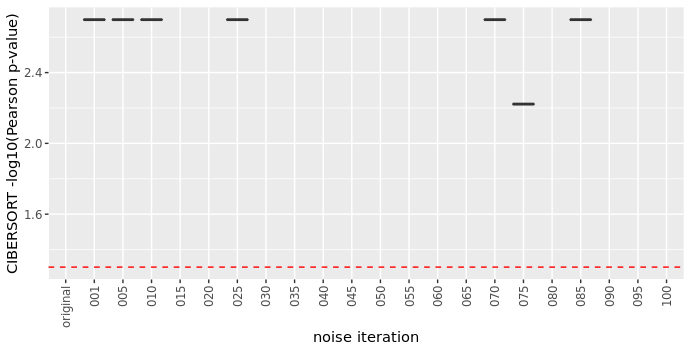 CIBERSORT -log10(Pearson p-value)
2.4
2.0
1.6
original 001 005 010 015 020 025 030 035 040 045 050 055 060 065 070 075 080 085 090 095 100
noise iteration